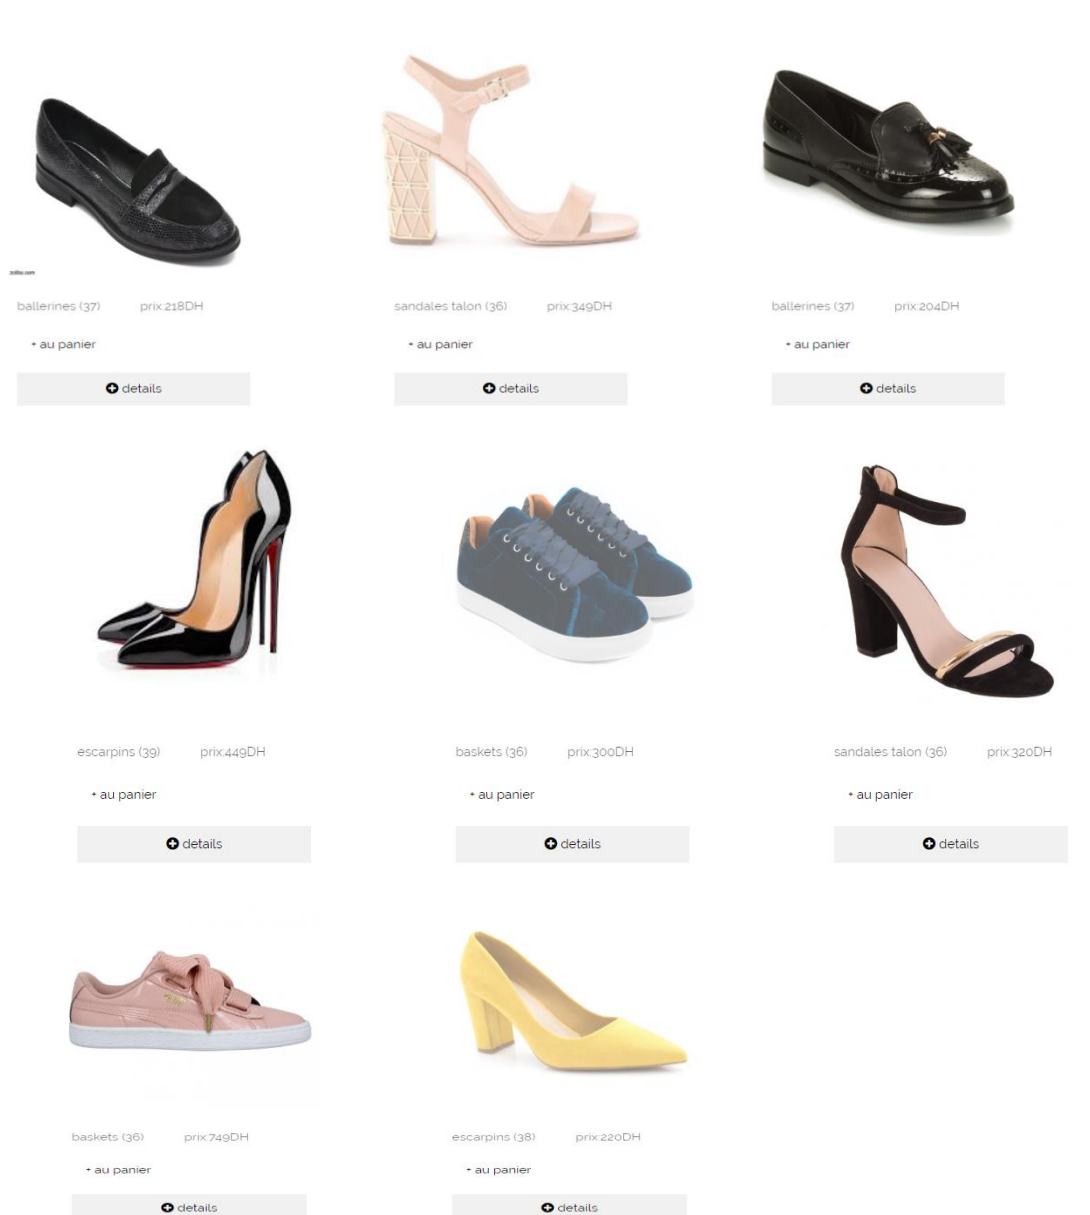 ballerines (37) prix:218DH
sandales talon (36) prix:349DH
ballerines (37) prix:204DH
+ au panier
+ au panier
+ au panier
details
details
details
escarpins (39) prix:449DH
baskets (36) prix:300DH
sandales talon (36) prix:320DH
+ au panier
+ au panier
+ au panier
details
details
details
baskets (36) prix:749DH
escarpins (38) prix:220DH
+ au panier
+ au panier
details
details